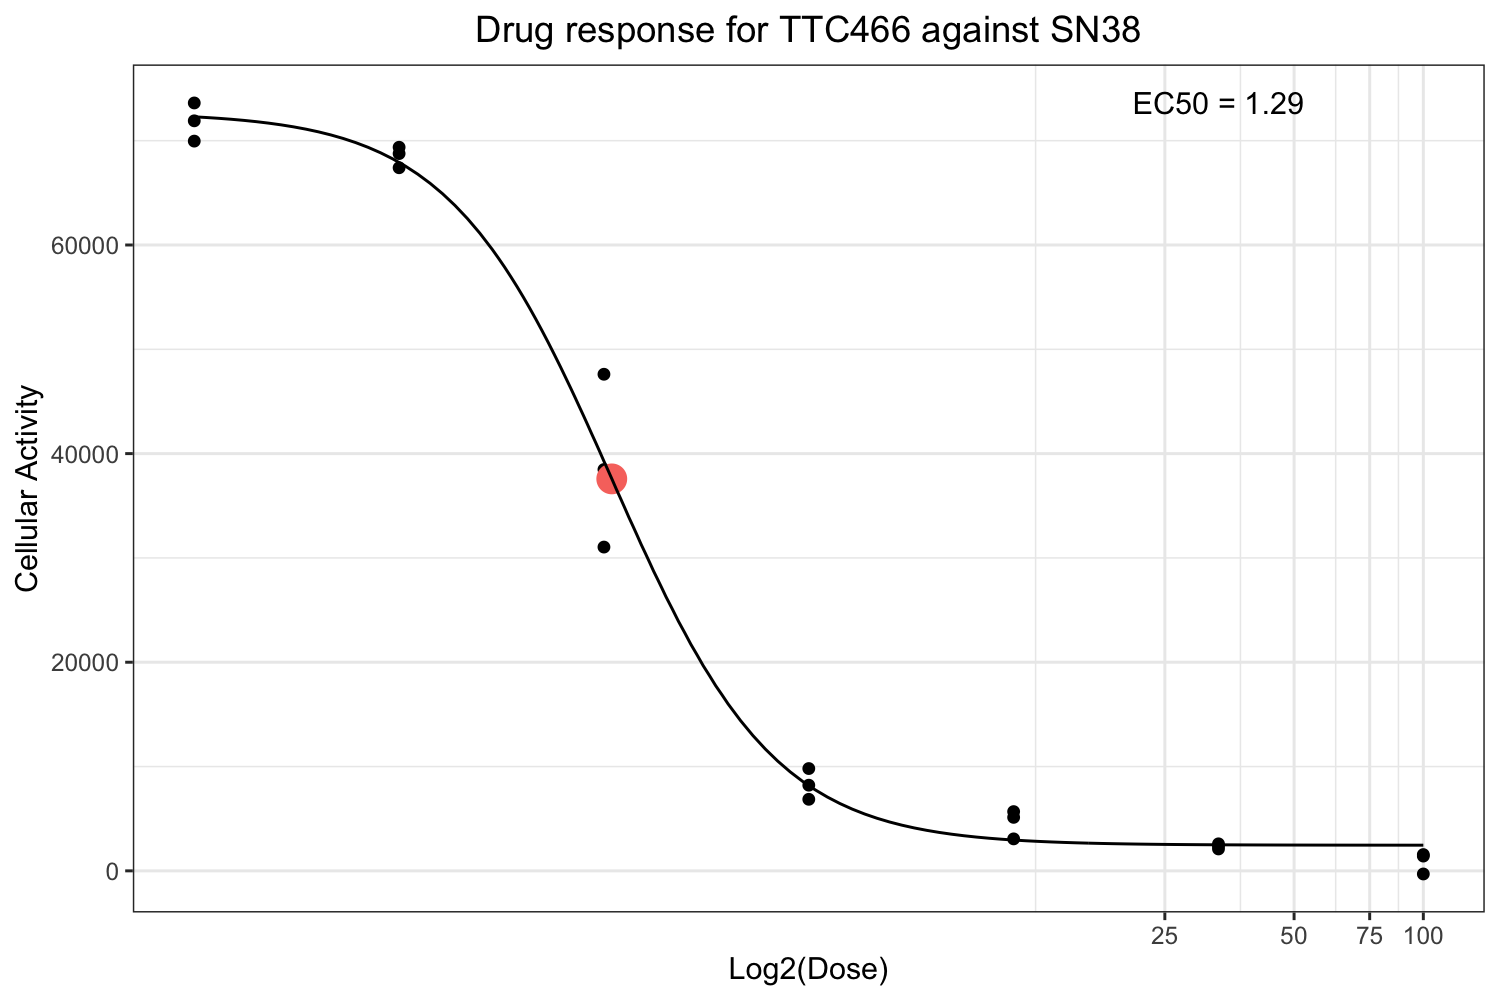 Drug response for TTC466 against SN38
EC50 = 1.29
60000
40000
20000
0
Cellular Activity
25 50 75 100
Log2(Dose)